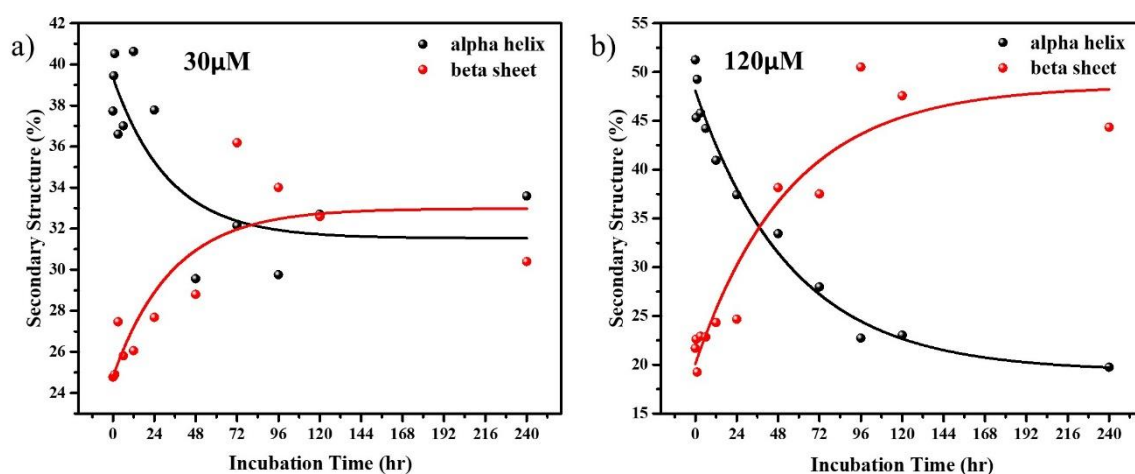 a)
30µM
alpha helix
beta sheet
Secondary Structure (%)
42
40
38
36
34
32
30
28
26
24
0 24 48 72 96 120 144 168 192 216 240
Incubation Time (hr)
b)
120µM
alpha helix
beta sheet
Secondary Structure (%)
55
50
45
40
35
30
25
20
15
0 24 48 72 96 120 144 168 192 216 240
Incubation Time (hr)